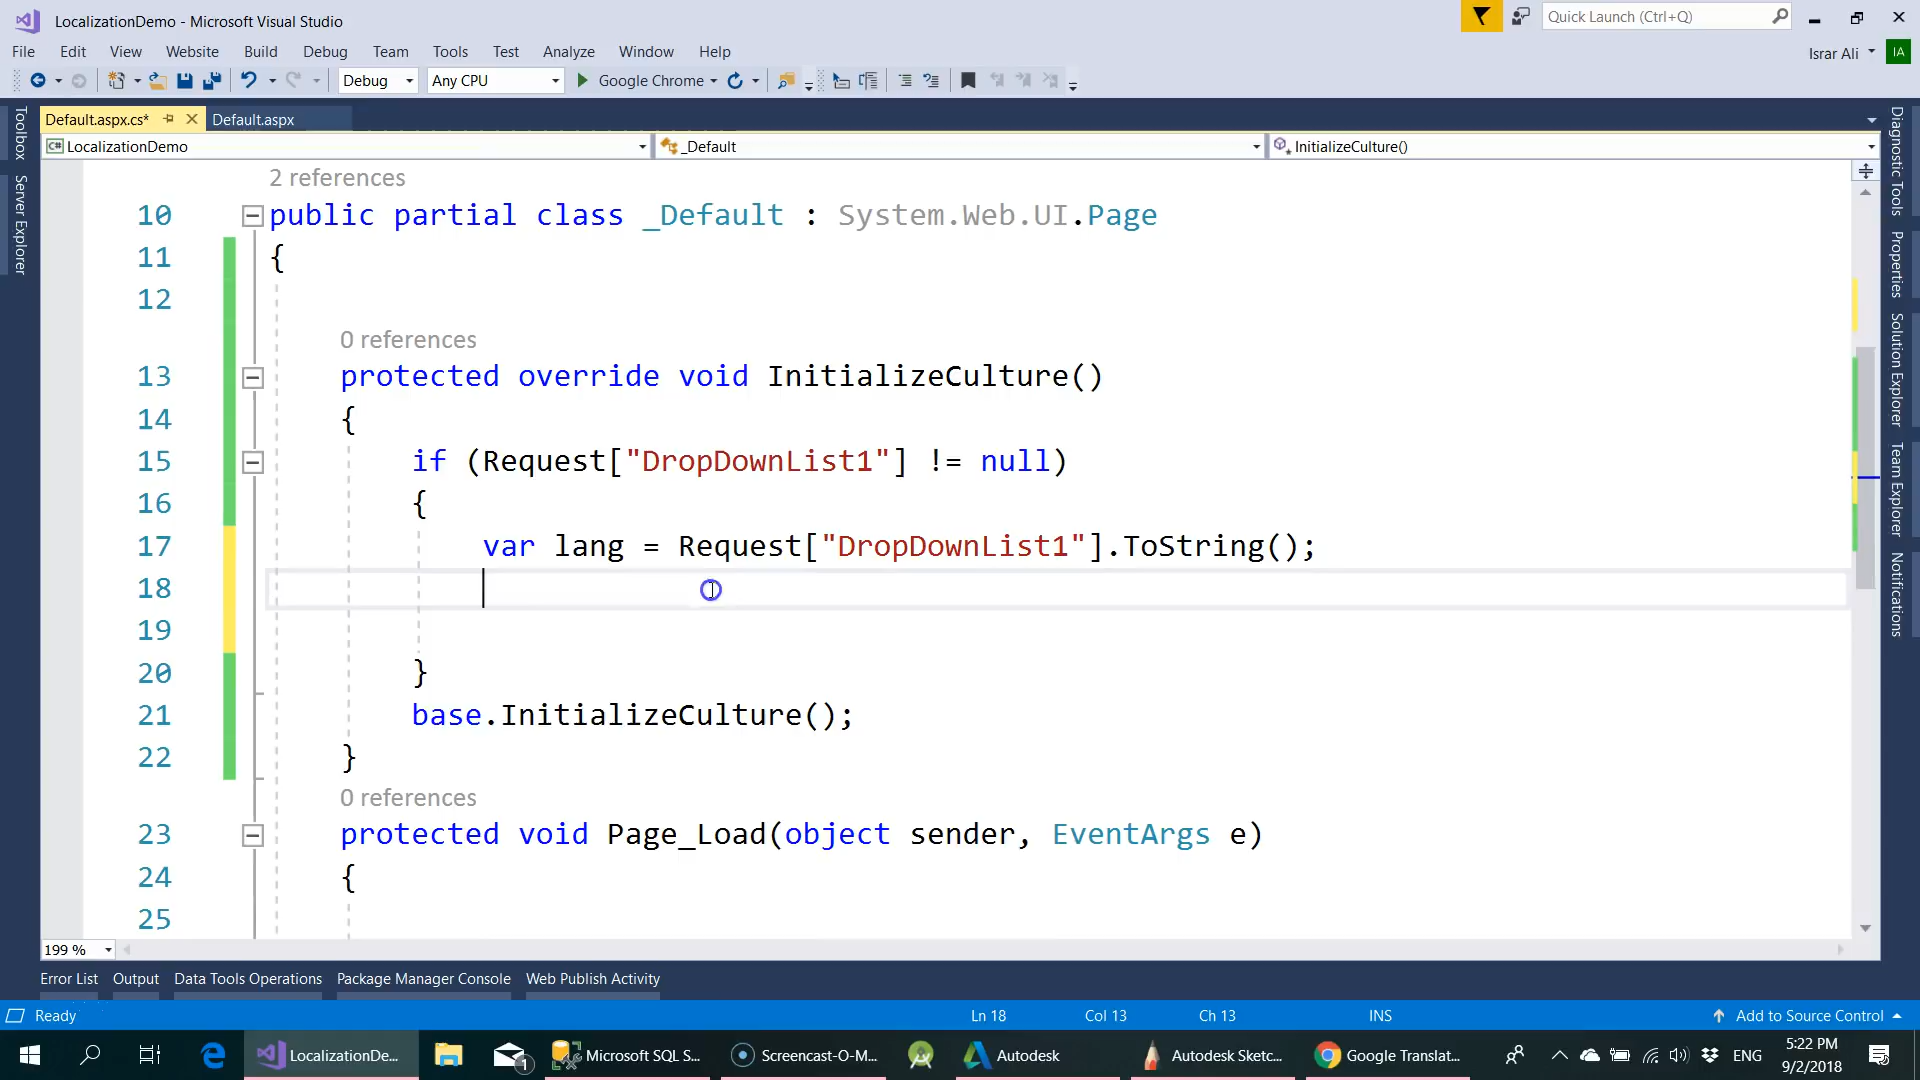 LocalizationDemo - Microsoft Visual Studio
Quick Launch (Ctrl+Q)
File Edit View Website Build Debug Team Tools Test Analyze Window Help
Israr Ali IA
Debug Any CPU Google Chrome
Default.aspx.cs* Default.aspx
C# LocalizationDemo _Default InitializeCulture()
Toolbox
Server Explorer
Diagnostic Tools
Properties
Solution Explorer
Team Explorer
Notifications
2 references
10 public partial class _Default : System.Web.UI.Page
11 {
12
0 references
13 protected override void InitializeCulture()
14 {
15 if (Request["DropDownList1"] != null)
16 {
17 var lang = Request["DropDownList1"].ToString();
18
19
20 }
21 base.InitializeCulture();
22 }
0 references
23 protected void Page_Load(object sender, EventArgs e)
24 {
25
199 %
Error List Output Data Tools Operations Package Manager Console Web Publish Activity
Ready Ln 18 Col 13 Ch 13 INS Add to Source Control
LocalizationDe... 1 Microsoft SQL S... Screencast-O-M... Autodesk Autodesk Sketc... Google Translat... ENG
5:22 PM
9/2/2018